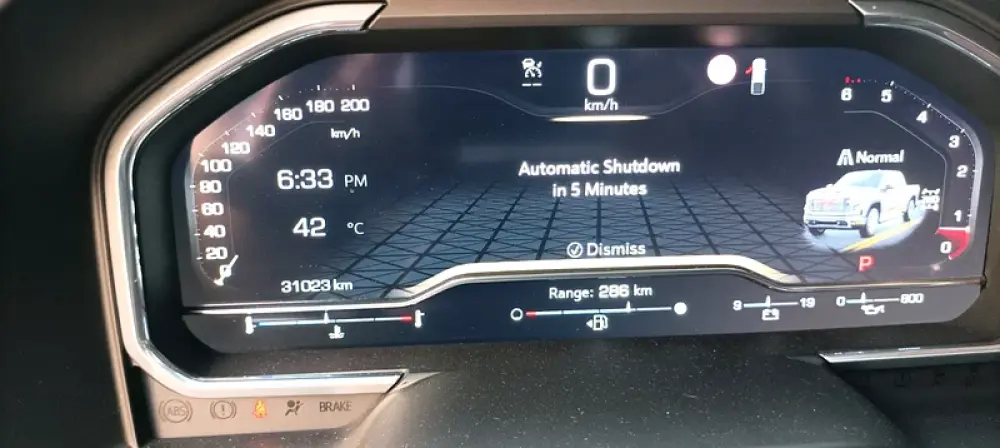 0
km/h
200
180
160
140
120
100
80
60
40
20
km/h
6:33 PM
42 °C
31023 km
Automatic Shutdown
in 5 Minutes
Dismiss
6
5
4
3
2
1
0
Normal
P
Range: 286 km
9
19
0
800
ABS
BRAKE